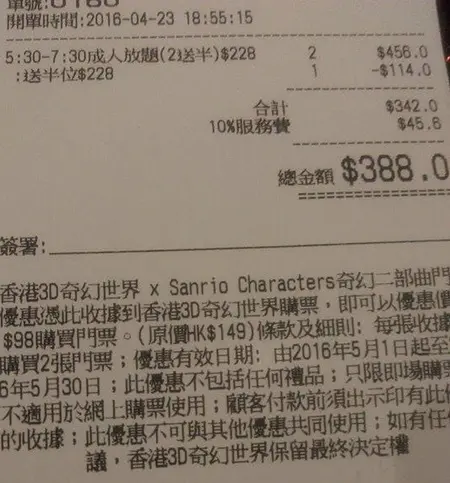 單號:0166
開單時間:2016-04-23 18:55:15
5:30-7:30成人放題(2送半)$228 2 $456.0
:送半位$228 1 -$114.0
合計 $342.0
10%服務費 $45.6
總金額 $388.0
簽署:
香港3D奇幻世界 x Sanrio Characters奇幻二部曲門
優惠憑此收據到香港3D奇幻世界購票，即可以優惠價
$98購買門票。(原價HK$149)條款及細則: 每張收據
購買2張門票；優惠有效日期: 由2016年5月1日起至
6年5月30日；此優惠不包括任何禮品；只限即場購票
不適用於網上購票使用；顧客付款前須出示印有此優
的收據；此優惠不可與其他優惠共同使用；如有任何
議，香港3D奇幻世界保留最終決定權